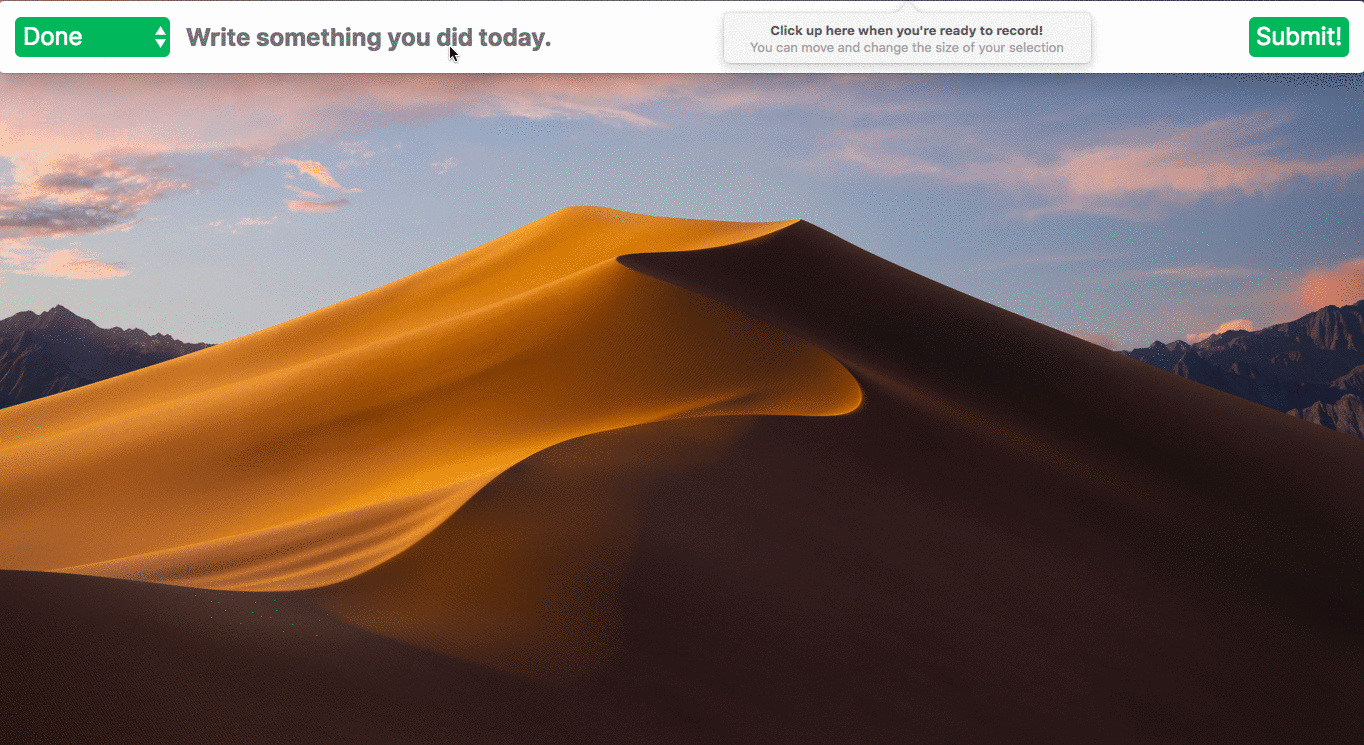 Done
Write something you did today.
Click up here when you're ready to record!
You can move and change the size of your selection
Submit!